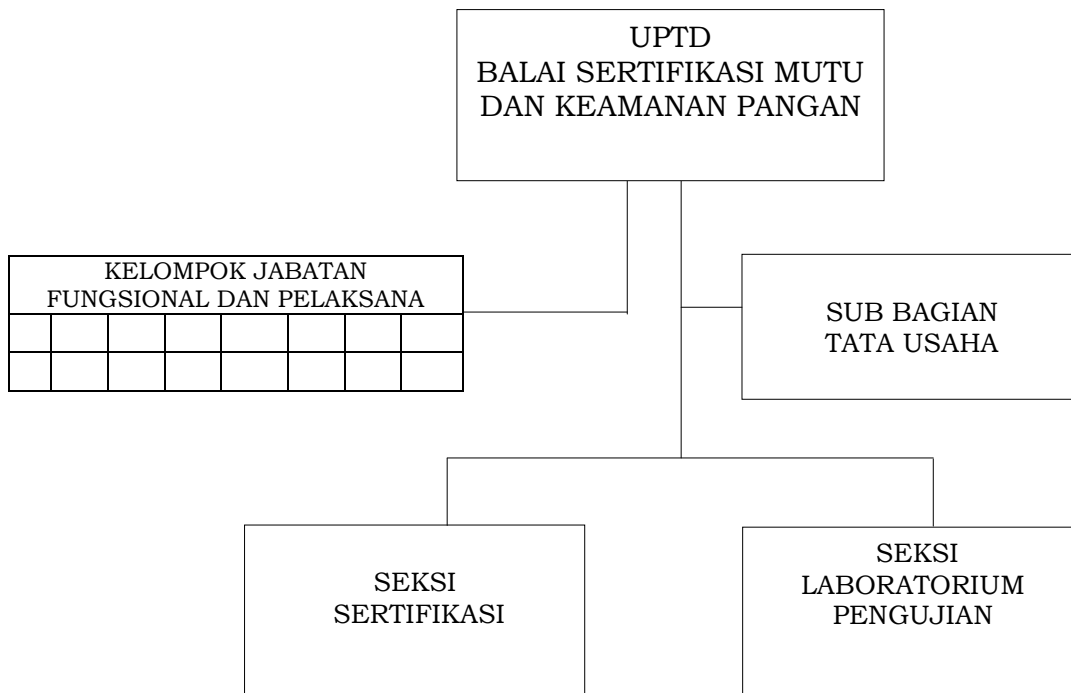 UPTD
BALAI SERTIFIKASI MUTU
DAN KEAMANAN PANGAN
KELOMPOK JABATAN
FUNGSIONAL DAN PELAKSANA
SUB BAGIAN
TATA USAHA
SEKSI
SERTIFIKASI
SEKSI
LABORATORIUM
PENGUJIAN